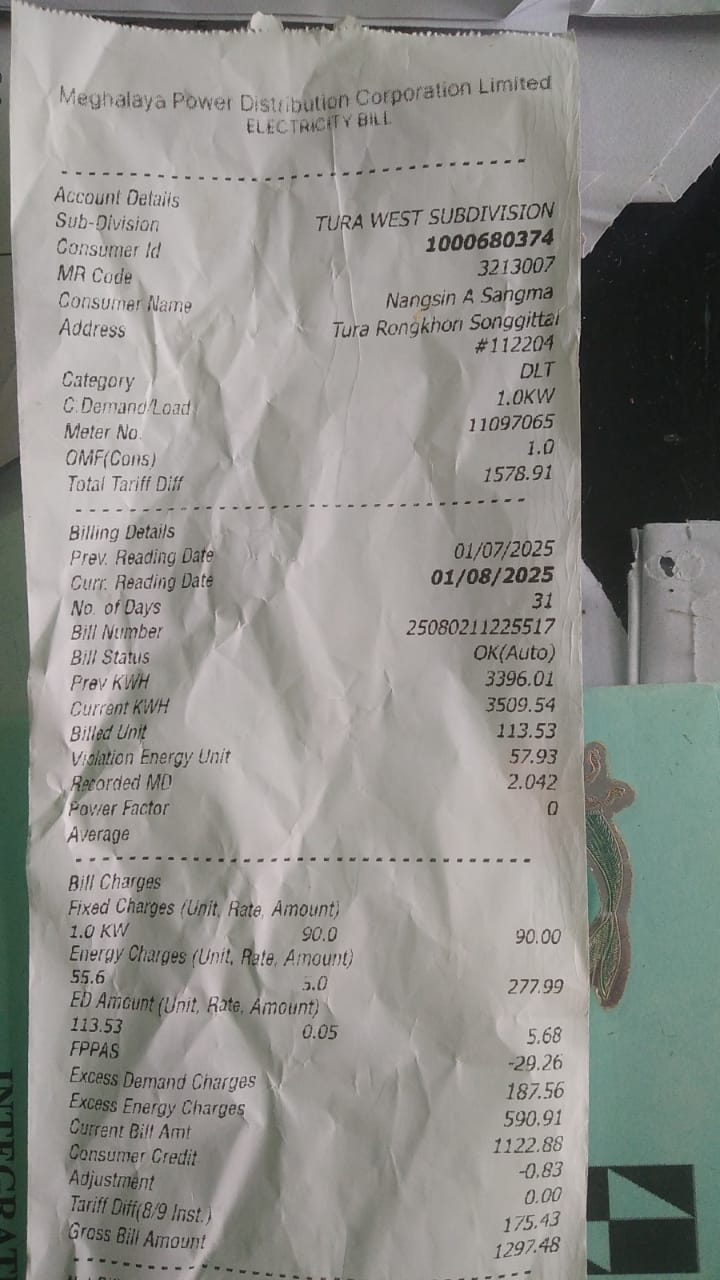 Meghalaya Power Distribution Corporation Limited
ELECTRICITY BILL
Account Details
Sub-Division TURA WEST SUBDIVISION
Consumer Id 1000680374
MR Code 3213007
Consumer Name Nangsin A Sangma
Address Tura Rongkhon Songgittal
#112204
Category DLT
C.Demand/Load 1.0KW
Meter No. 11097065
OMF(Cons) 1.0
Total Tariff Diff 1578.91
Billing Details
Prev. Reading Date 01/07/2025
Curr. Reading Date 01/08/2025
No. of Days 31
Bill Number 25080211225517
Bill Status OK(Auto)
Prev KWH 3396.01
Current KWH 3509.54
Billed Unit 113.53
Violation Energy Unit 57.93
Recorded MD 2.042
Power Factor 0
Average
Bill Charges
Fixed Charges (Unit, Rate, Amount)
1.0 KW 90.0 90.00
Energy Charges (Unit, Rate, Amount)
55.6 5.0 277.99
ED Amount (Unit, Rate, Amount)
113.53 0.05 5.68
FPPAS -29.26
Excess Demand Charges 187.56
Excess Energy Charges 590.91
Current Bill Amt 1122.88
Consumer Credit -0.83
Adjustment 0.00
Tariff Diff(8/9 Inst.) 175.43
Gross Bill Amount 1297.48